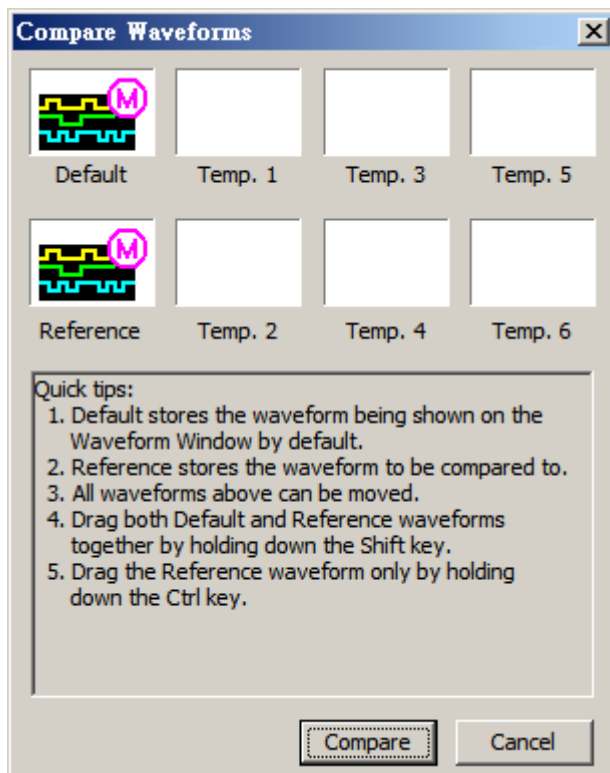 Compare Waveforms
M
Default Temp. 1 Temp. 3 Temp. 5
M
Reference Temp. 2 Temp. 4 Temp. 6
Quick tips:
1. Default stores the waveform being shown on the
Waveform Window by default.
2. Reference stores the waveform to be compared to.
3. All waveforms above can be moved.
4. Drag both Default and Reference waveforms
together by holding down the Shift key.
5. Drag the Reference waveform only by holding
down the Ctrl key.
Compare Cancel